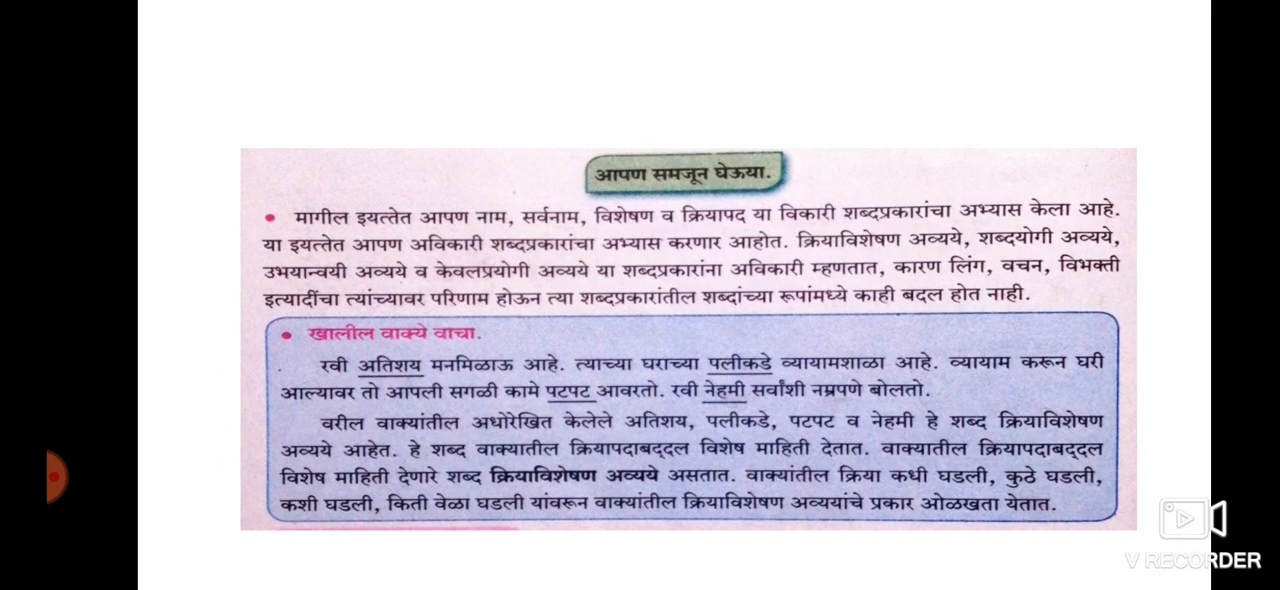 आपण समजून घेऊया.
• मागील इयत्तेत आपण नाम, सर्वनाम, विशेषण व क्रियापद या विकारी शब्दप्रकारांचा अभ्यास केला आहे.
या इयत्तेत आपण अविकारी शब्दप्रकारांचा अभ्यास करणार आहोत. क्रियाविशेषण अव्यये, शब्दयोगी अव्यये,
उभयान्वयी अव्यये व केवलप्रयोगी अव्यये या शब्दप्रकारांना अविकारी म्हणतात, कारण लिंग, वचन, विभक्ती
इत्यादींचा त्यांच्यावर परिणाम होऊन त्या शब्दप्रकारांतील शब्दांच्या रूपांमध्ये काही बदल होत नाही.
• खालील वाक्ये वाचा.
रवी अतिशय मनमिळाऊ आहे. त्याच्या घराच्या पलीकडे व्यायामशाळा आहे. व्यायाम करून घरी
आल्यावर तो आपली सगळी कामे पटपट आवरतो. रवी नेहमी सर्वांशी नम्रपणे बोलतो.
वरील वाक्यांतील अधोरेखित केलेले अतिशय, पलीकडे, पटपट व नेहमी हे शब्द क्रियाविशेषण
अव्यये आहेत. हे शब्द वाक्यातील क्रियापदाबद्दल विशेष माहिती देतात. वाक्यातील क्रियापदाबद्दल
विशेष माहिती देणारे शब्द क्रियाविशेषण अव्यये असतात. वाक्यांतील क्रिया कधी घडली, कुठे घडली,
कशी घडली, किती वेळा घडली यांवरून वाक्यांतील क्रियाविशेषण अव्ययांचे प्रकार ओळखता येतात.
V RECORDER